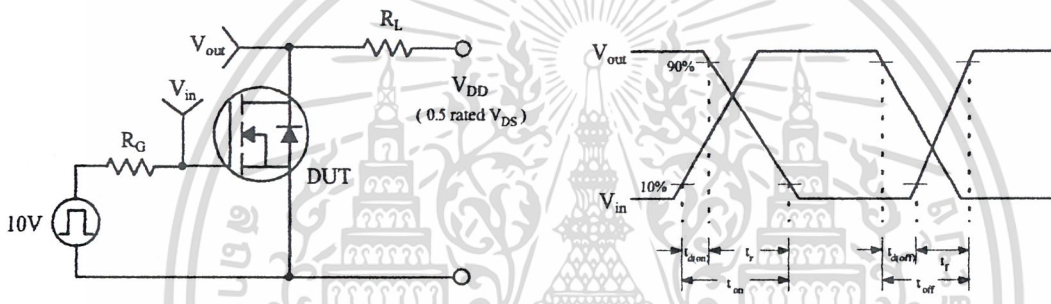 V_out
R_L
V_in
V_DD
( 0.5 rated V_DS )
R_G
DUT
10V
V_out
90%
10%
V_in
t_d(on)
t_r
t_on
t_d(off)
t_f
t_off